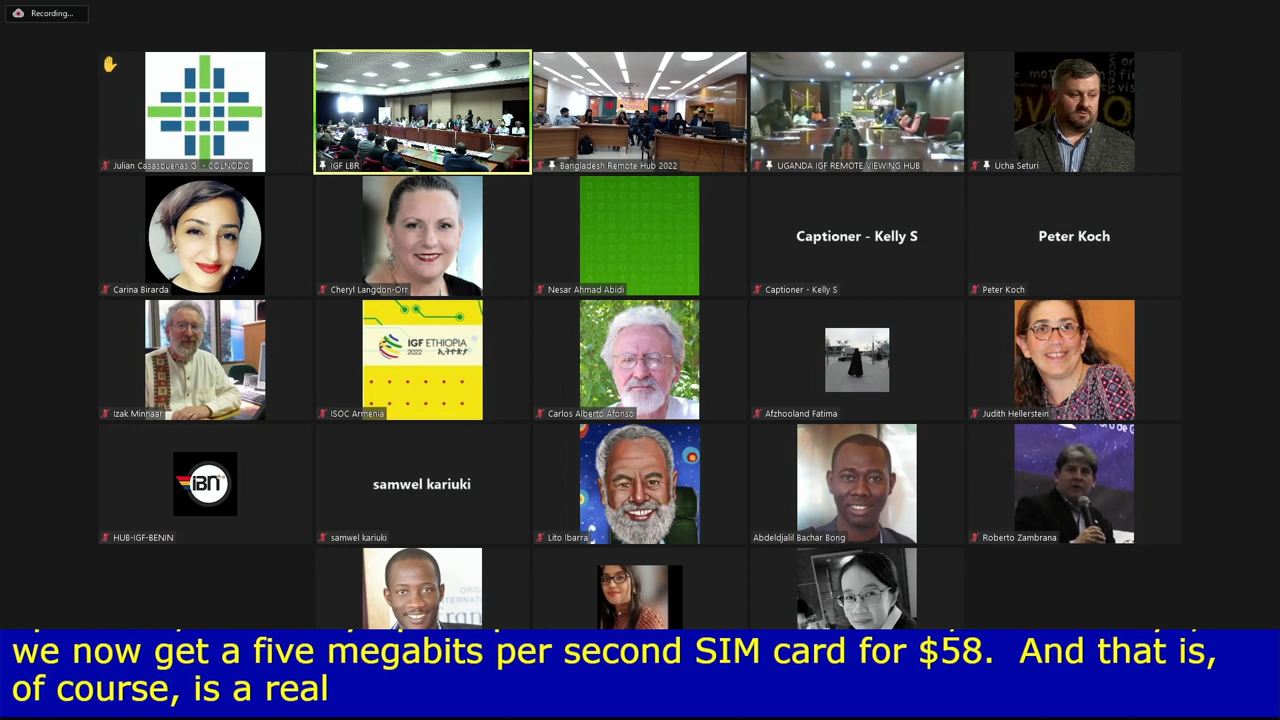 Recording...
Julian Casasbuenas G. - COLNODO
IGF LBR
Bangladesh Remote Hub 2022
UGANDA IGF REMOTE VIEWING HUB
Ucha Seturi
Captioner - Kelly S
Peter Koch
Carina Birarda
Cheryl Langdon-Orr
Nesar Ahmad Abidi
Captioner - Kelly S
Peter Koch
IGF ETHIOPIA
2022 ኢትዮጵያ
Izak Minnaar
ISOC Armenia
Carlos Alberto Afonso
Afzhooland Fatima
Judith Hellerstein
iBN
samwel kariuki
HUB-IGF-BENIN
samwel kariuki
Lito Ibarra
Abdeldjalil Bachar Bong
Roberto Zambrana
we now get a five megabits per second SIM card for $58.  And that is,
of course, is a real